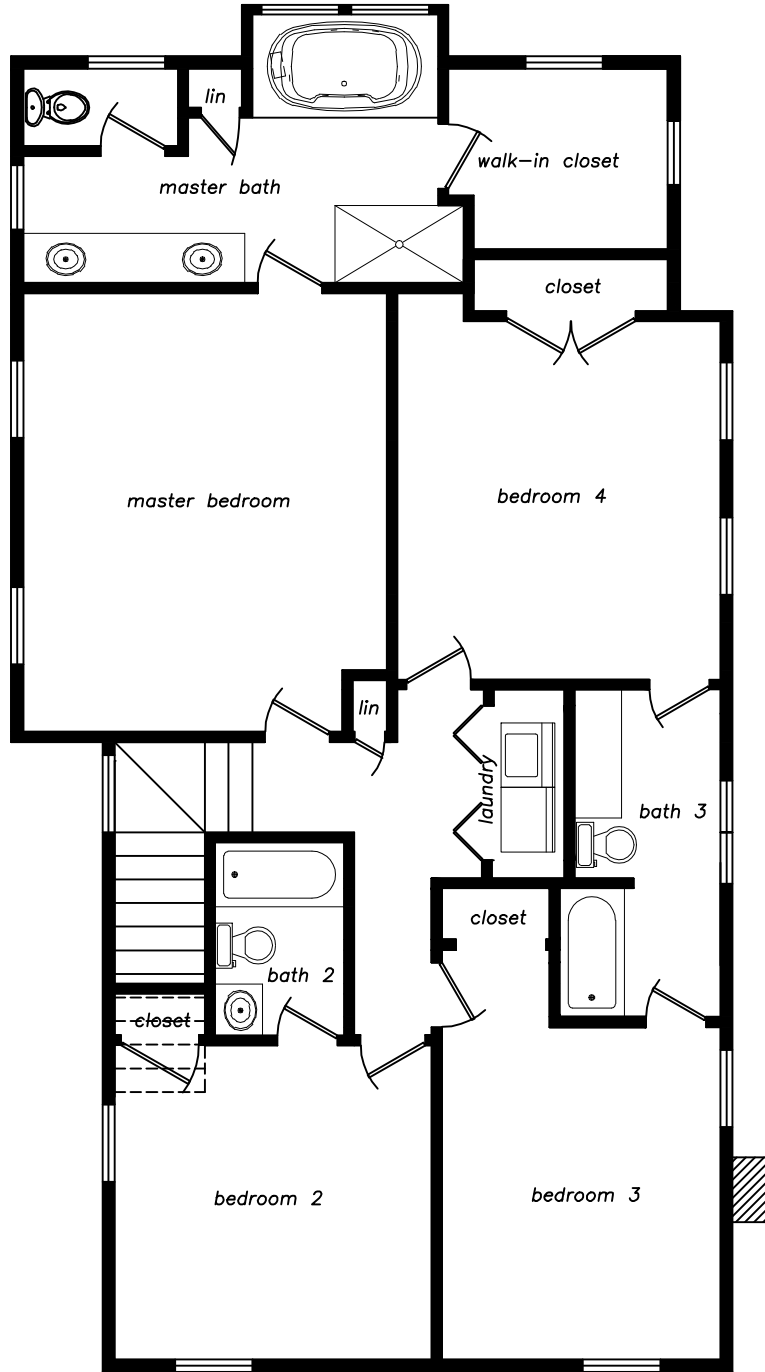 lin
walk-in closet
master bath
closet
master bedroom
bedroom 4
lin
laundry
bath 3
closet
bath 2
closet
bedroom 2
bedroom 3